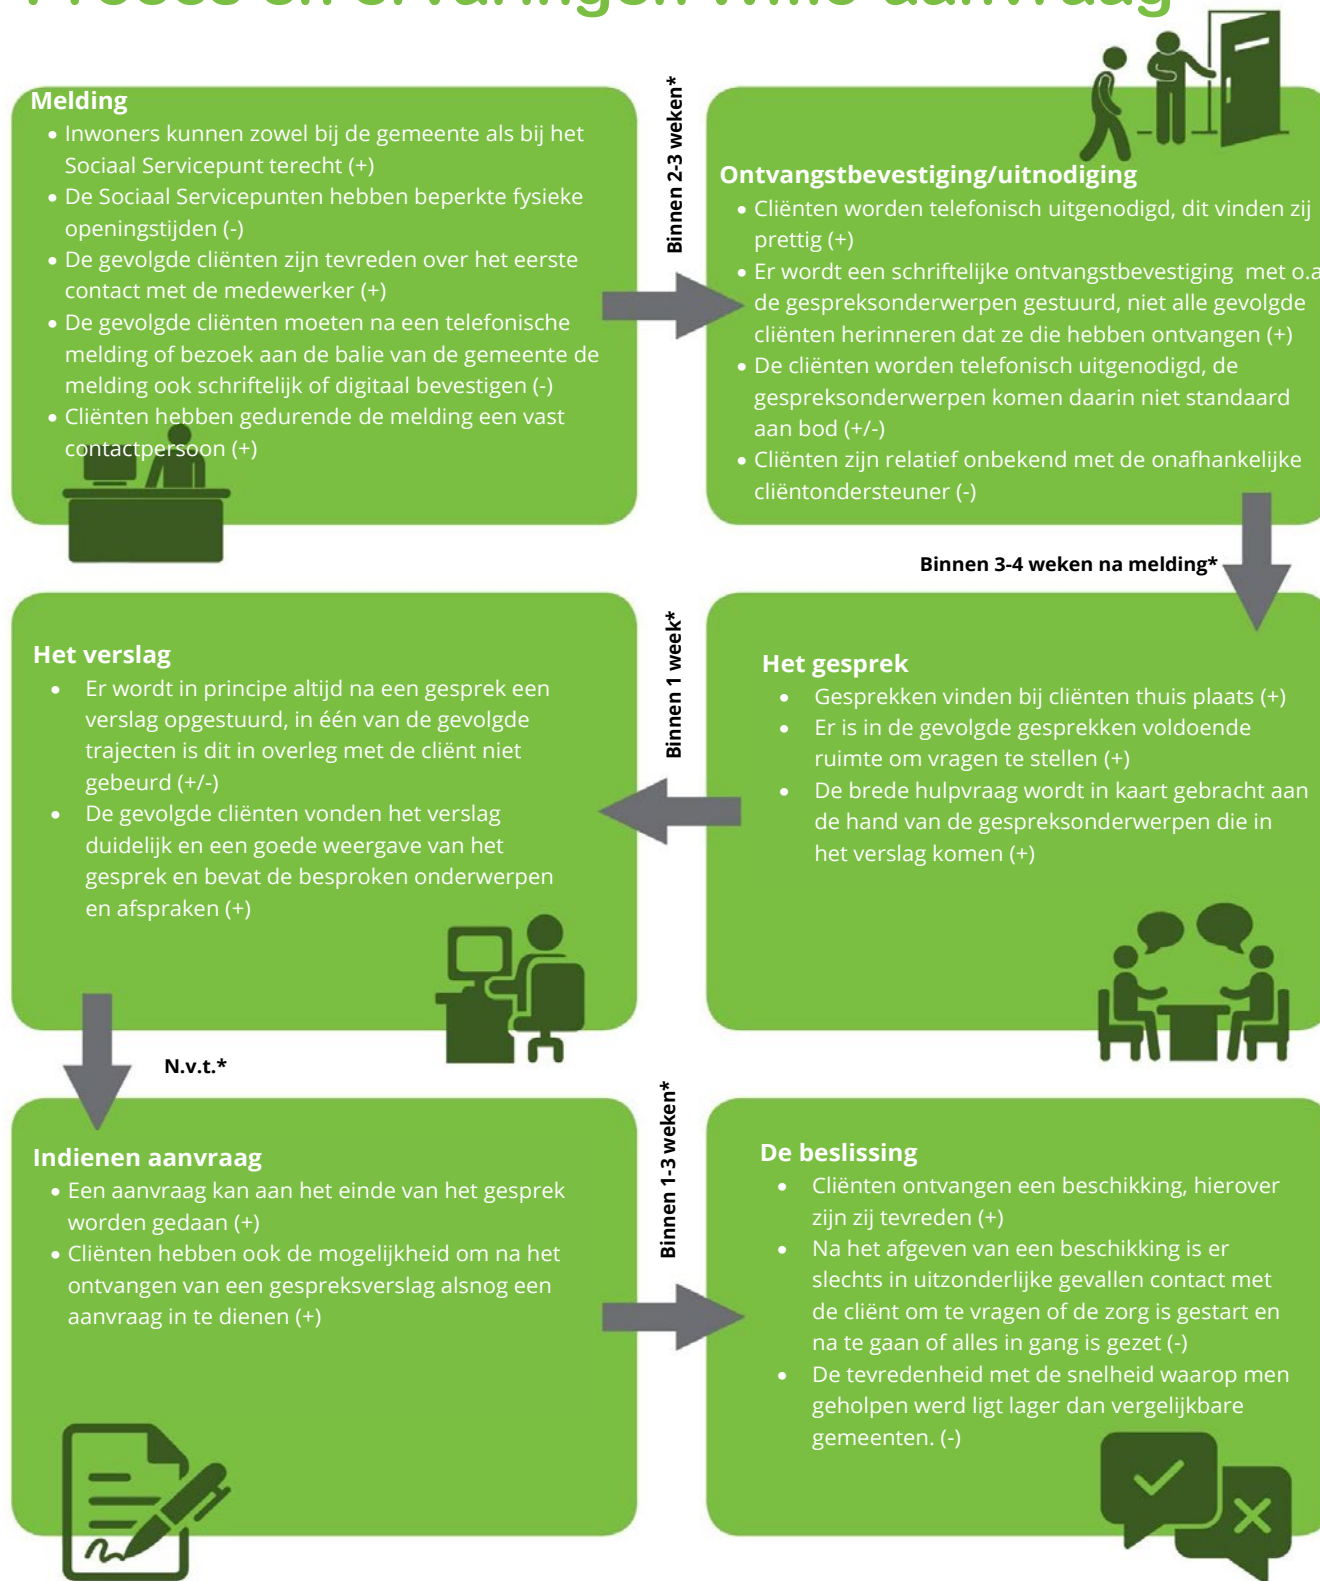 Proces en ervaringen Wmo-aanvraag
Melding
• Inwoners kunnen zowel bij de gemeente als bij het
Sociaal Servicepunt terecht (+)
• De Sociaal Servicepunten hebben beperkte fysieke
openingstijden (-)
• De gevolgde cliënten zijn tevreden over het eerste
contact met de medewerker (+)
• De gevolgde cliënten moeten na een telefonische
melding of bezoek aan de balie van de gemeente de
melding ook schriftelijk of digitaal bevestigen (-)
• Cliënten hebben gedurende de melding een vast
contactpersoon (+)
Binnen 2-3 weken*
Ontvangstbevestiging/uitnodiging
• Cliënten worden telefonisch uitgenodigd, dit vinden zij
prettig (+)
• Er wordt een schriftelijke ontvangstbevestiging met o.a
de gespreksonderwerpen gestuurd, niet alle gevolgde
cliënten herinneren dat ze die hebben ontvangen (+)
• De cliënten worden telefonisch uitgenodigd, de
gespreksonderwerpen komen daarin niet standaard
aan bod (+/-)
• Cliënten zijn relatief onbekend met de onafhankelijke
cliëntondersteuner (-)
Binnen 3-4 weken na melding*
Het gesprek
• Gesprekken vinden bij cliënten thuis plaats (+)
• Er is in de gevolgde gesprekken voldoende
ruimte om vragen te stellen (+)
• De brede hulpvraag wordt in kaart gebracht aan
de hand van de gespreksonderwerpen die in
het verslag komen (+)
Binnen 1 week*
Het verslag
• Er wordt in principe altijd na een gesprek een
verslag opgestuurd, in één van de gevolgde
trajecten is dit in overleg met de cliënt niet
gebeurd (+/-)
• De gevolgde cliënten vonden het verslag
duidelijk en een goede weergave van het
gesprek en bevat de besproken onderwerpen
en afspraken (+)
N.v.t.*
Indienen aanvraag
• Een aanvraag kan aan het einde van het gesprek
worden gedaan (+)
• Cliënten hebben ook de mogelijkheid om na het
ontvangen van een gespreksverslag alsnog een
aanvraag in te dienen (+)
Binnen 1-3 weken*
De beslissing
• Cliënten ontvangen een beschikking, hierover
zijn zij tevreden (+)
• Na het afgeven van een beschikking is er
slechts in uitzonderlijke gevallen contact met
de cliënt om te vragen of de zorg is gestart en
na te gaan of alles in gang is gezet (-)
• De tevredenheid met de snelheid waarop men
geholpen werd ligt lager dan vergelijkbare
gemeenten. (-)